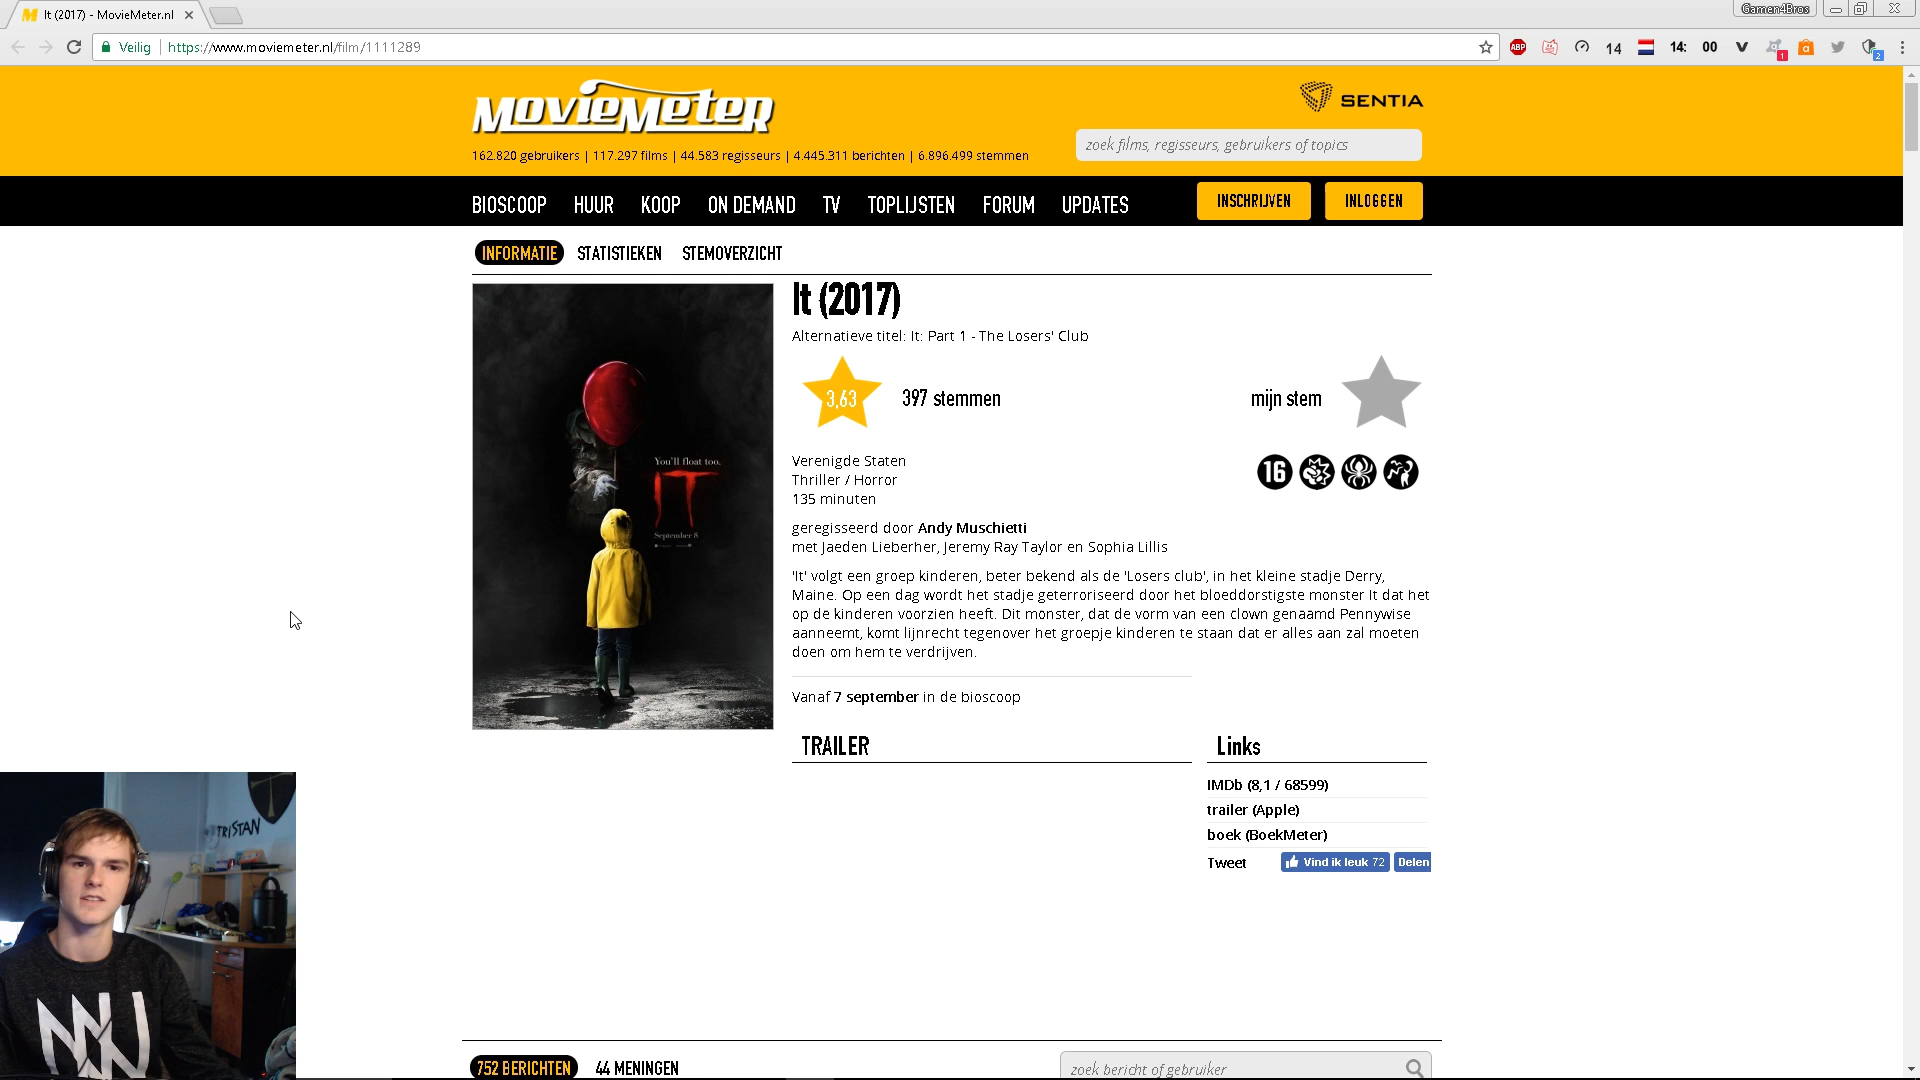 It (2017) - MovieMeter.nl
Gamen4Bros
Veilig
https://www.moviemeter.nl/film/1111289
ABP
14
14:
00
v
1
a
2
MovieMeter
SENTIA
162.820 gebruikers | 117.297 films | 44.583 regisseurs | 4.445.311 berichten | 6.896.499 stemmen
zoek films, regisseurs, gebruikers of topics
BIOSCOOP HUUR KOOP ON DEMAND TV TOPLIJSTEN FORUM UPDATES
INSCHRIJVEN
INLOGGEN
INFORMATIE STATISTIEKEN STEMOVERZICHT
It (2017)
Alternatieve titel: It: Part 1 - The Losers' Club
3,63
397 stemmen
mijn stem
Verenigde Staten
16
Thriller / Horror
135 minuten
You'll float too.
IT
September 8
geregisseerd door Andy Muschietti
met Jaeden Lieberher, Jeremy Ray Taylor en Sophia Lillis
'It' volgt een groep kinderen, beter bekend als de 'Losers club', in het kleine stadje Derry,
Maine. Op een dag wordt het stadje geterroriseerd door het bloeddorstigste monster It dat het
op de kinderen voorzien heeft. Dit monster, dat de vorm van een clown genaamd Pennywise
aanneemt, komt lijnrecht tegenover het groepje kinderen te staan dat er alles aan zal moeten
doen om hem te verdrijven.
Vanaf 7 september in de bioscoop
TRAILER
Links
IMDb (8,1 / 68599)
trailer (Apple)
boek (BoekMeter)
Tweet
Vind ik leuk 72
Delen
TRISTAN
752 BERICHTEN
44 MENINGEN
zoek bericht of gebruiker